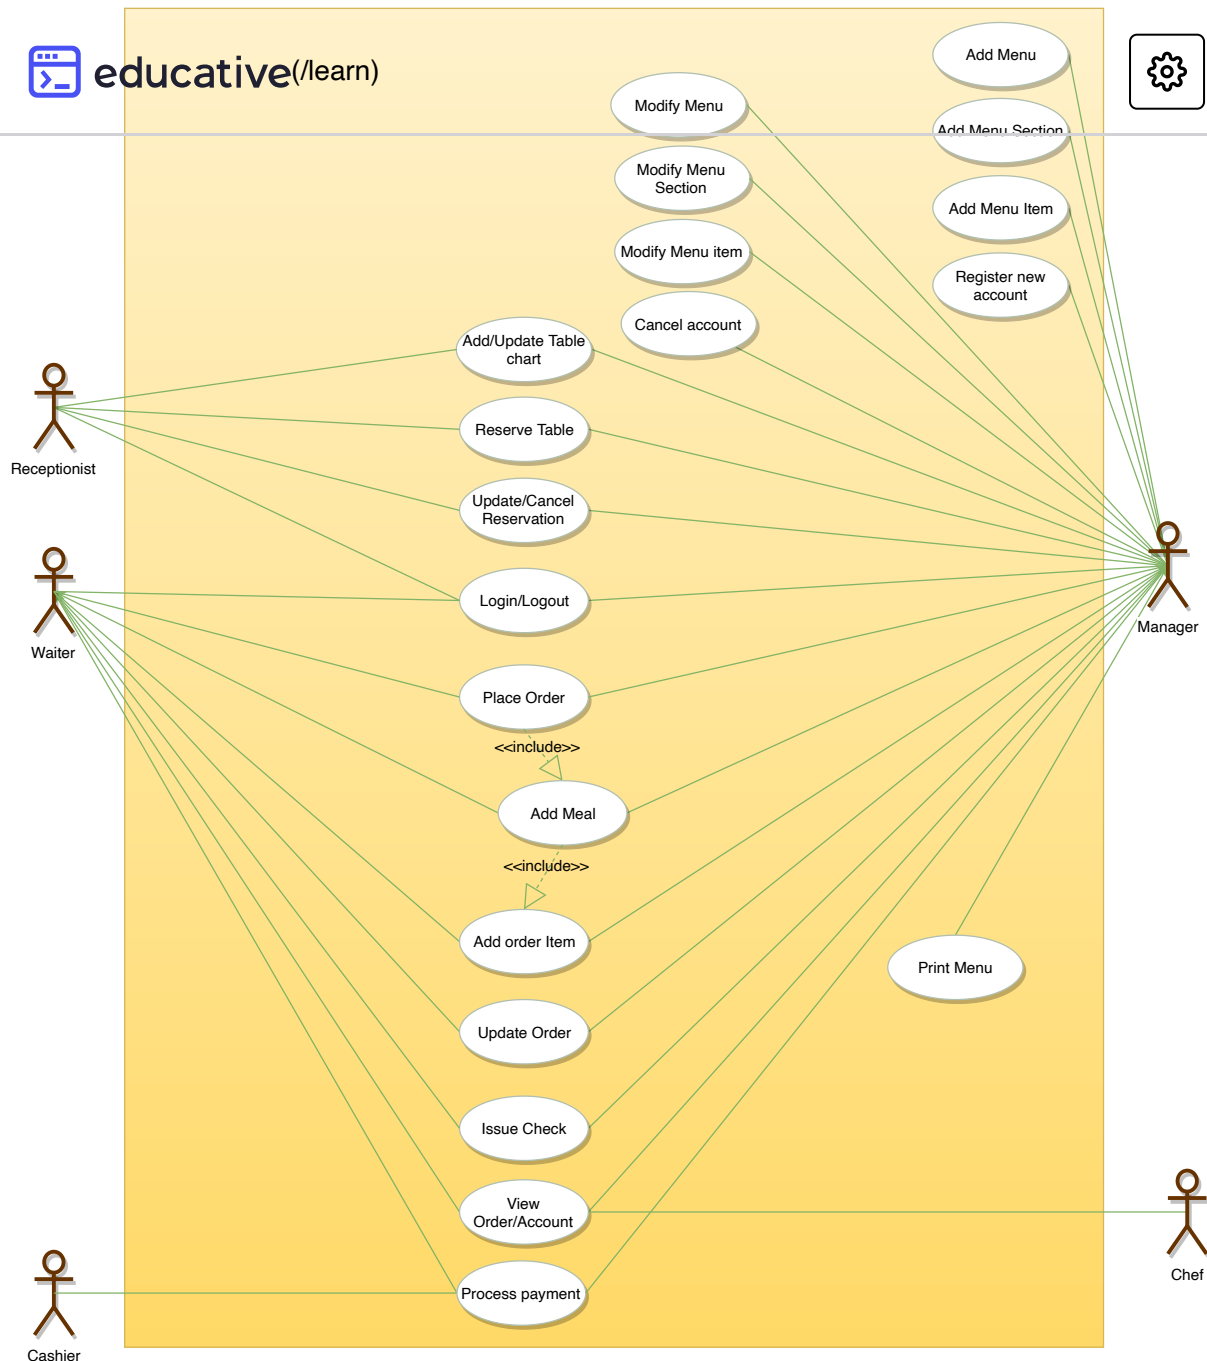 educative(/learn)
Add Menu
Modify Menu
Add Menu Section
Modify Menu
Section
Add Menu Item
Modify Menu item
Register new
account
Cancel account
Add/Update Table
chart
Receptionist
Reserve Table
Update/Cancel
Reservation
Login/Logout
Manager
Waiter
Place Order
<<include>>
Add Meal
<<include>>
Add order Item
Print Menu
Update Order
Issue Check
View
Order/Account
Chef
Process payment
Cashier